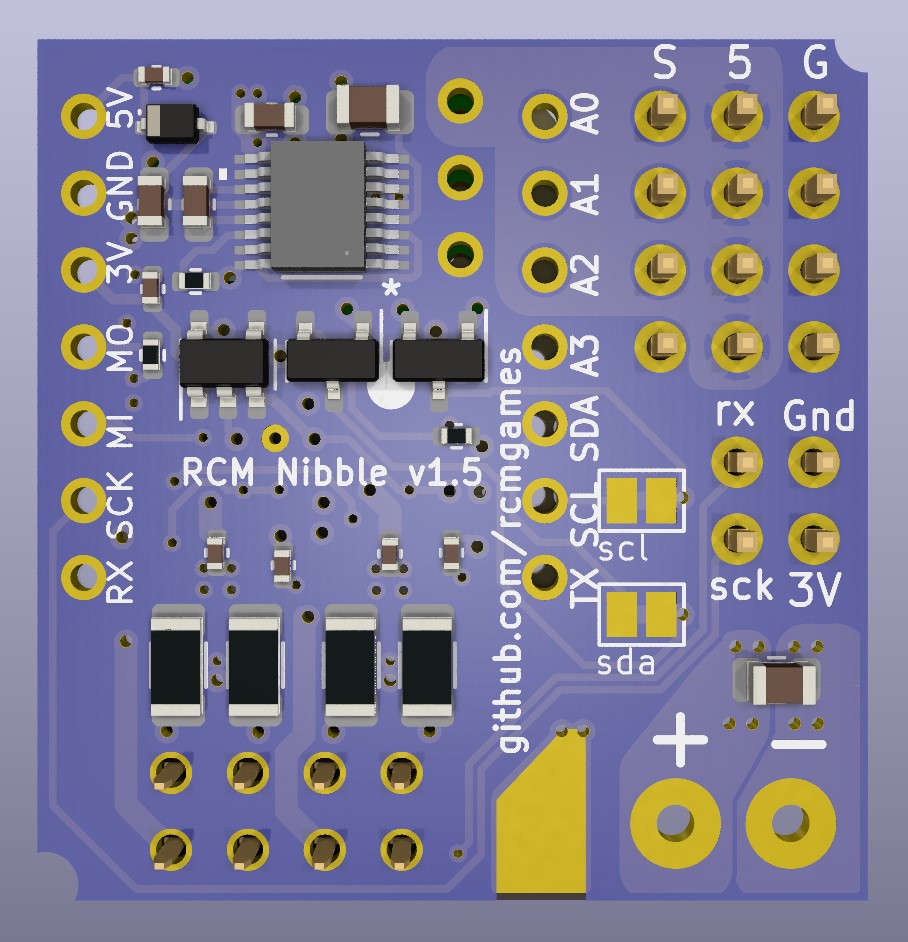 S 5 G
5V
GND
3V
MO
MI
SCK
RX
A0
A1
A2
A3
SDA
SCL
TX
*
rx Gnd
sck 3V
RCM Nibble v1.5
github.com/rcmgames
scl
sda
+ −